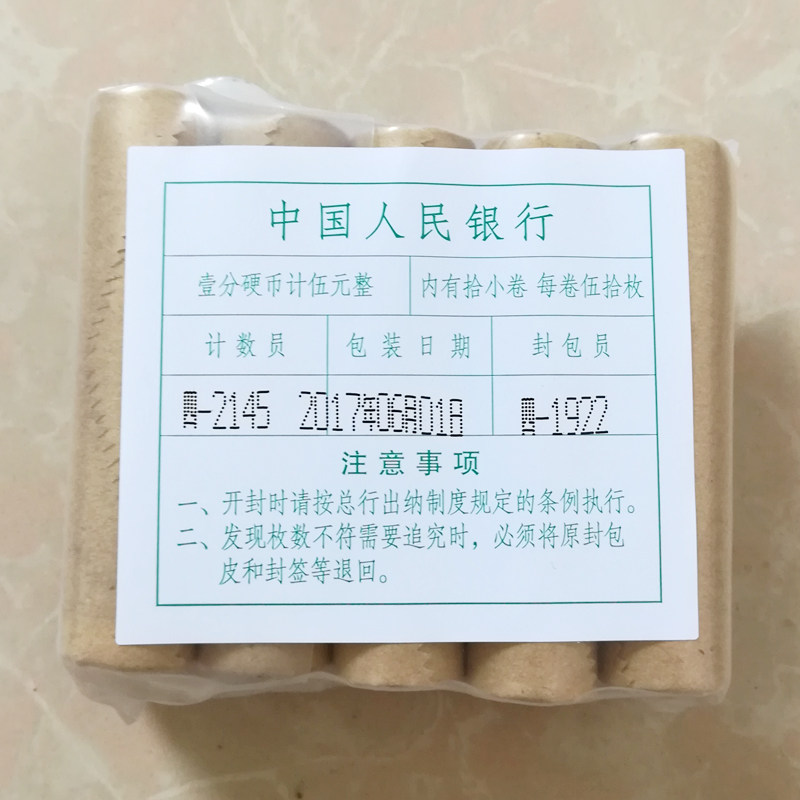 中国人民银行
壹分硬币计伍元整 内有拾小卷 每卷伍拾枚
计数员 包装日期 封包员
-2145 2017年06月01日 -1922
注意事项
一、开封时请按总行出纳制度规定的条例执行。
二、发现枚数不符需要追究时，必须将原封包
皮和封签等退回。